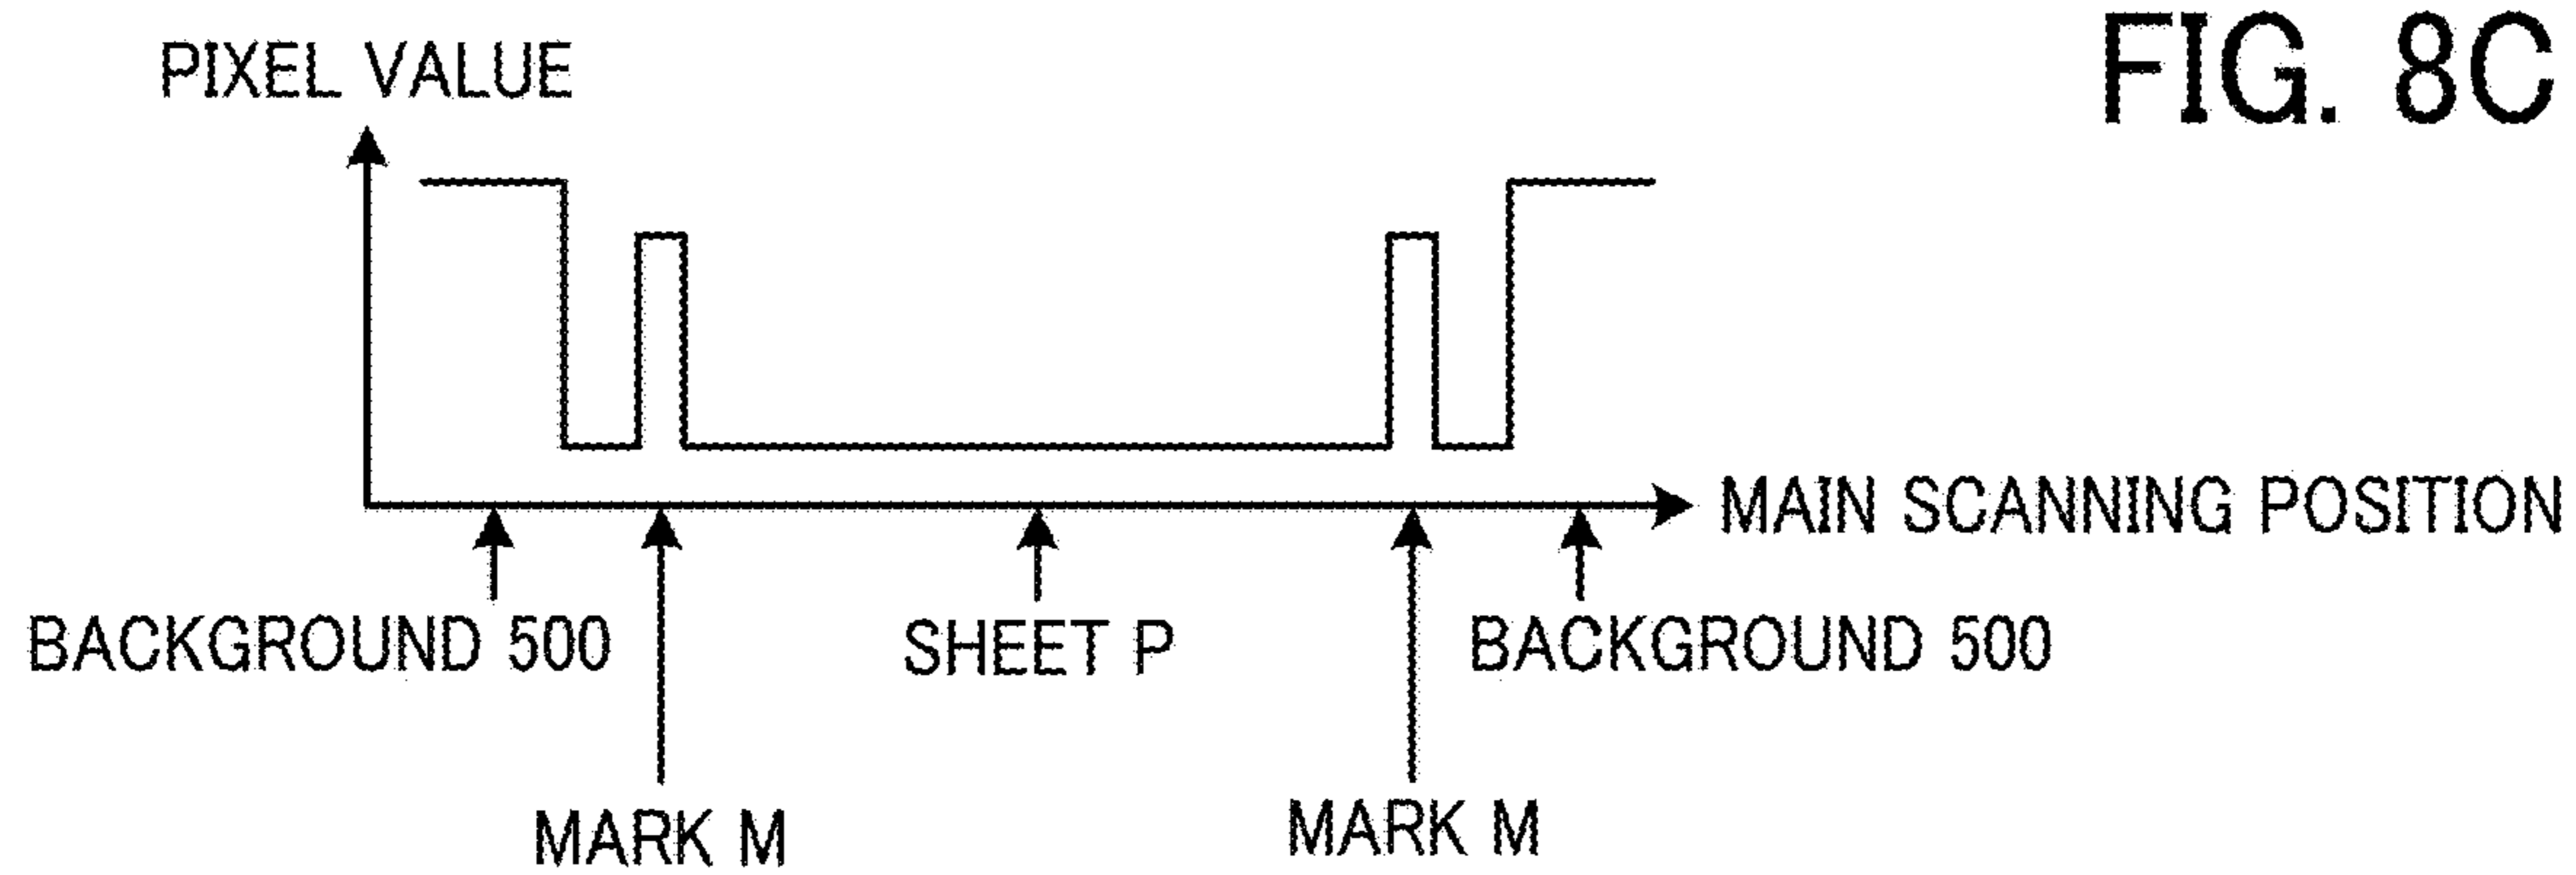 FIG. 8C
PIXEL VALUE
MAIN SCANNING POSITION
BACKGROUND 500
SHEET P
BACKGROUND 500
MARK M
MARK M